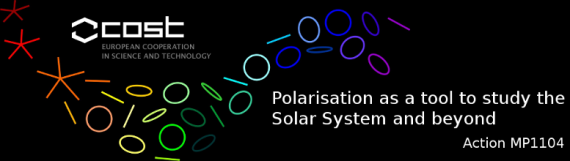 cost
EUROPEAN COOPERATION
IN SCIENCE AND TECHNOLOGY
Polarisation as a tool to study the
Solar System and beyond
Action MP1104